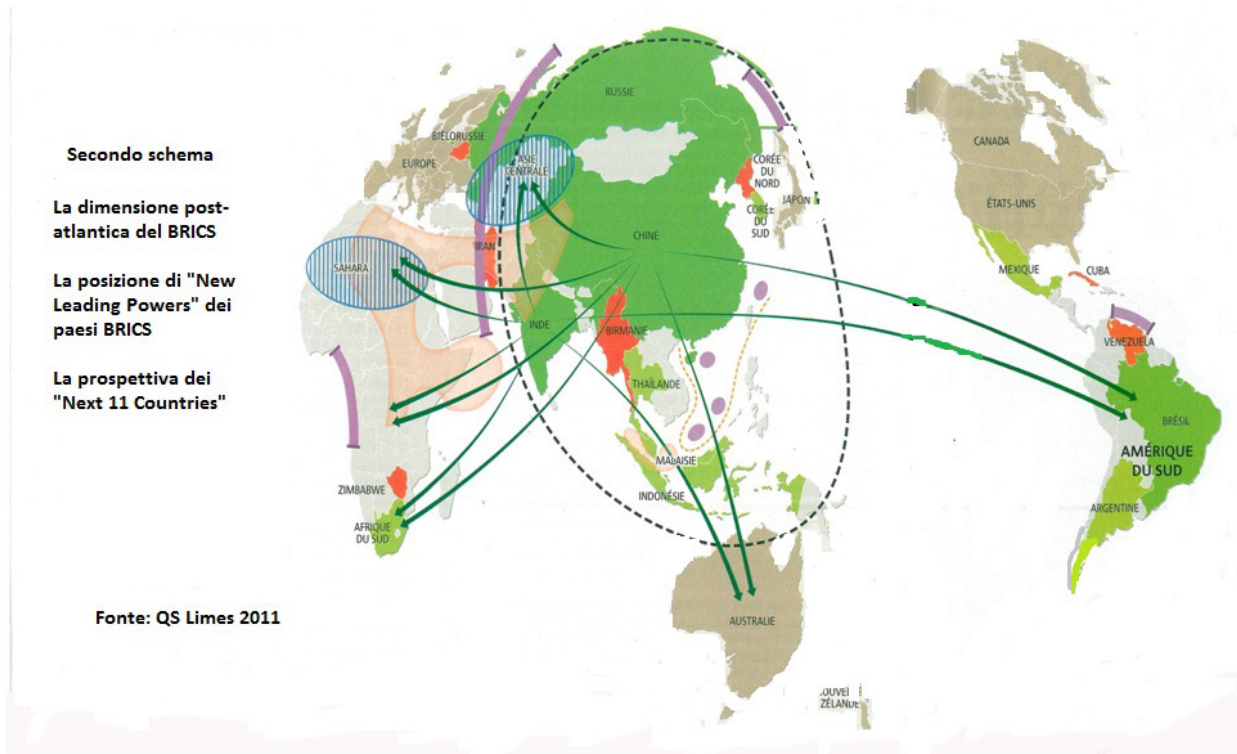 Secondo schema
La dimensione post-
atlantica del BRICS
La posizione di "New
Leading Powers" dei
paesi BRICS
La prospettiva dei
"Next 11 Countries"
Fonte: QS Limes 2011
RUSSIE
BIÉLORUSSIE
EUROPE
ASIE
CENTRALE
CORÉE
DU NORD
CORÉE
DU SUD
JAPON
CHINE
IRAN
SAHARA
INDE
BIRMANIE
THAÏLANDE
MALAISIE
INDONÉSIE
ZIMBABWE
AFRIQUE
DU SUD
AUSTRALIE
ZÉLANDE
CANADA
ÉTATS-UNIS
MEXIQUE
CUBA
VENEZUELA
BRÉSIL
AMÉRIQUE
DU SUD
ARGENTINE